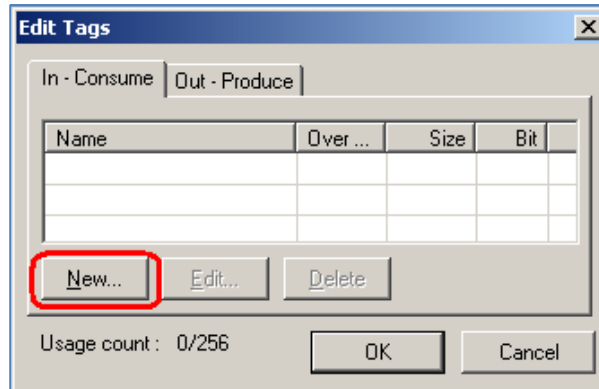 Edit Tags
In - Consume Out - Produce
Name Over ... Size Bit
New... Edit... Delete
Usage count : 0/256 OK Cancel